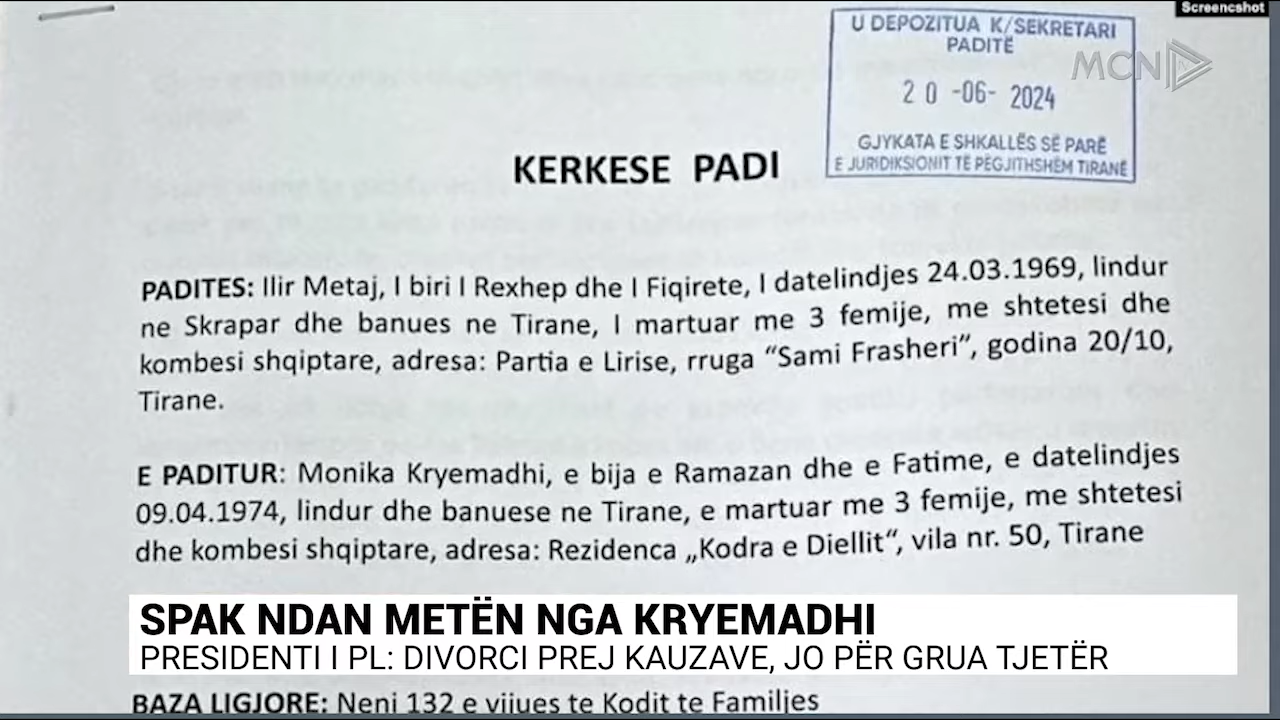 Screencshot
U DEPOZITUA K/SEKRETARI
PADITË
MCN
20 -06- 2024
GJYKATA E SHKALLËS SË PARË
E JURIDIKSIONIT TË PËGJITHSHËM TIRANË
KERKESE PADI
PADITES: Ilir Metaj, I biri I Rexhep dhe I Fiqirete, I datelindjes 24.03.1969, lindur
ne Skrapar dhe banues ne Tirane, I martuar me 3 femije, me shtetesi dhe
kombesi shqiptare, adresa: Partia e Lirise, rruga “Sami Frasheri”, godina 20/10,
Tirane.
E PADITUR: Monika Kryemadhi, e bija e Ramazan dhe e Fatime, e datelindjes
09.04.1974, lindur dhe banuese ne Tirane, e martuar me 3 femije, me shtetesi
dhe kombesi shqiptare, adresa: Rezidenca „Kodra e Diellit“, vila nr. 50, Tirane
SPAK NDAN METËN NGA KRYEMADHI
PRESIDENTI I PL: DIVORCI PREJ KAUZAVE, JO PËR GRUA TJETËR
BAZA LIGJORE: Neni 132 e vijues te Kodit te Familjes